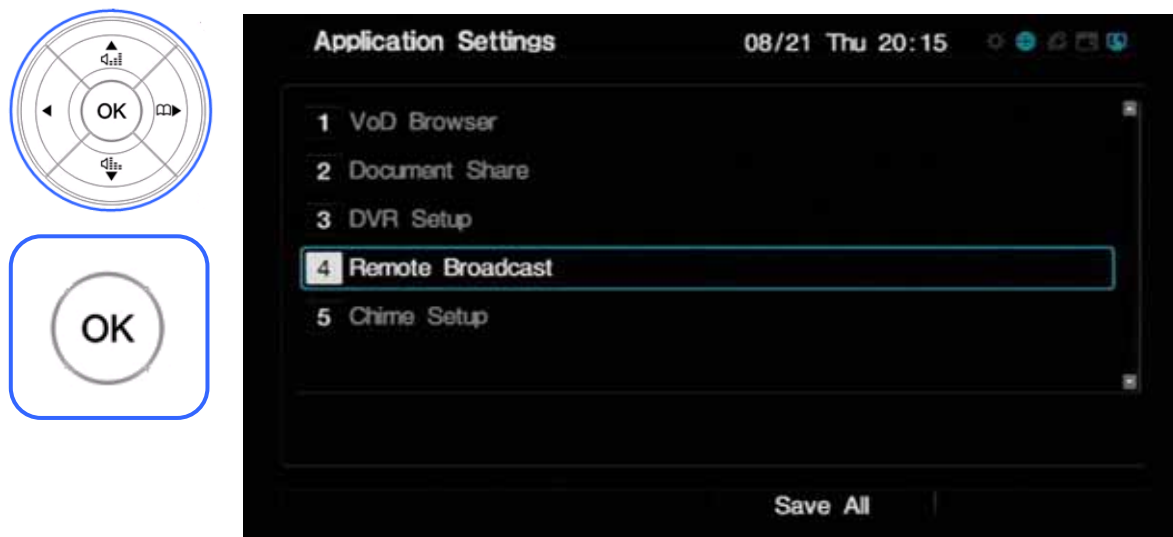 OK
OK
Application Settings 08/21 Thu 20:15
1 VoD Browser
2 Document Share
3 DVR Setup
4 Remote Broadcast
5 Chime Setup
Save All